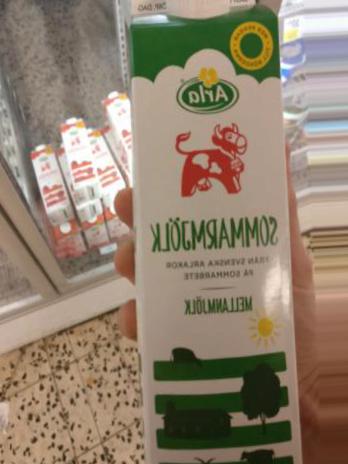 Arla
SOMMARMJÖLK
FRÅN SVENSKA ARLAKOR
PÅ SOMMARBETE
MELLANMJÖLK